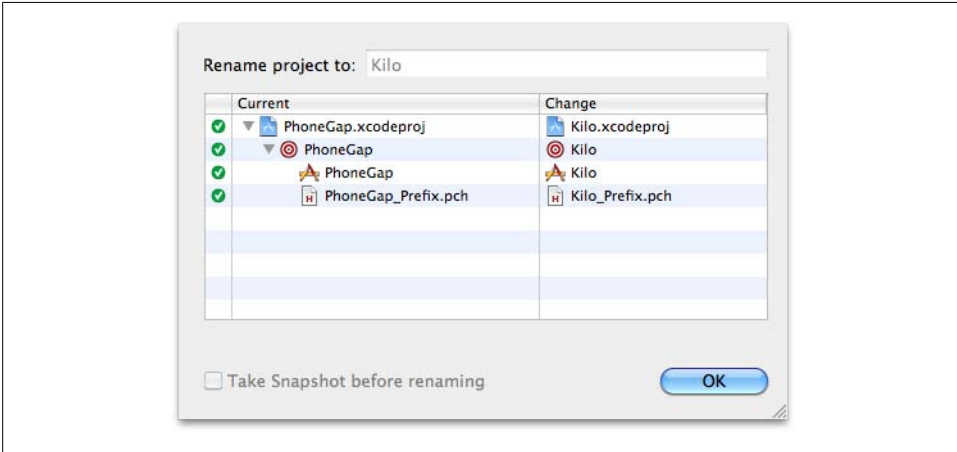 Rename project to: Kilo
Current Change
PhoneGap.xcodeproj Kilo.xcodeproj
PhoneGap Kilo
PhoneGap Kilo
PhoneGap_Prefix.pch Kilo_Prefix.pch
Take Snapshot before renaming OK